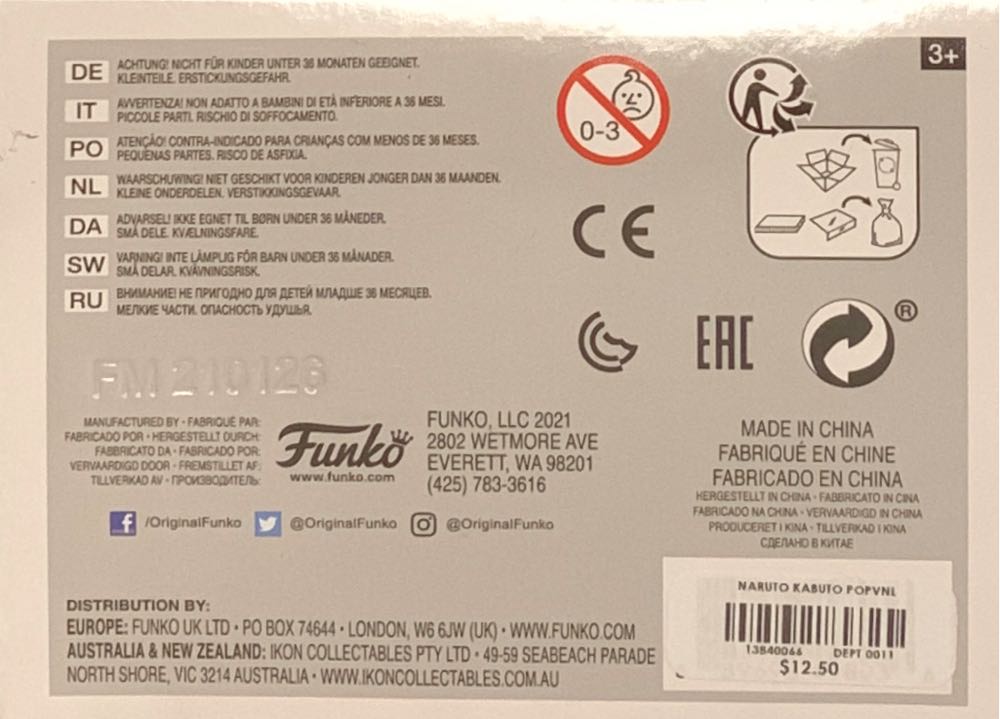 3+
DE ACHTUNG! NICHT FÜR KINDER UNTER 36 MONATEN GEEIGNET.
KLEINTEILE. ERSTICKUNGSGEFAHR.
IT AVVERTENZA! NON ADATTO A BAMBINI DI ETÀ INFERIORE A 36 MESI.
PICCOLE PARTI. RISCHIO DI SOFFOCAMENTO.
PO ATENÇÃO! CONTRA-INDICADO PARA CRIANÇAS COM MENOS DE 36 MESES.
PEQUENAS PARTES. RISCO DE ASFIXIA.
NL WAARSCHUWING! NIET GESCHIKT VOOR KINDEREN JONGER DAN 36 MAANDEN.
KLEINE ONDERDELEN. VERSTIKKINGSGEVAAR.
DA ADVARSEL! IKKE EGNET TIL BØRN UNDER 36 MÅNEDER.
SMÅ DELE. KVÆLNINGSFARE.
SW VARNING! INTE LÄMPLIG FÖR BARN UNDER 36 MÅNADER.
SMÅ DELAR. KVÄVNINGSRISK.
RU ВНИМАНИЕ! НЕ ПРИГОДНО ДЛЯ ДЕТЕЙ МЛАДШЕ 36 МЕСЯЦЕВ.
МЕЛКИЕ ЧАСТИ. ОПАСНОСТЬ УДУШЬЯ.
0-3
CE
EAC
®
FM 210126
MANUFACTURED BY • FABRIQUÉ PAR:
FABRICADO POR • HERGESTELLT DURCH:
FABBRICATO DA • FABRICADO POR:
VERVAARDIGD DOOR • FREMSTILLET AF:
TILLVERKAD AV • ПРОИЗВОДИТЕЛЬ:
Funko
www.funko.com
FUNKO, LLC 2021
2802 WETMORE AVE
EVERETT, WA 98201
(425) 783-3616
MADE IN CHINA
FABRIQUÉ EN CHINE
FABRICADO EN CHINA
HERGESTELLT IN CHINA • FABBRICATO IN CINA
FABRICADO NA CHINA • VERVAARDIGD IN CHINA
PRODUCERET I KINA • TILLVERKAD I KINA
СДЕЛАНО В КИТАЕ
/OriginalFunko @OriginalFunko @OriginalFunko
DISTRIBUTION BY:
EUROPE: FUNKO UK LTD • PO BOX 74644 • LONDON, W6 6JW (UK) • WWW.FUNKO.COM
AUSTRALIA & NEW ZEALAND: IKON COLLECTABLES PTY LTD • 49-59 SEABEACH PARADE
NORTH SHORE, VIC 3214 AUSTRALIA • WWW.IKONCOLLECTABLES.COM.AU
NARUTO KABUTO POPVNL
13840066 DEPT 0011
$12.50